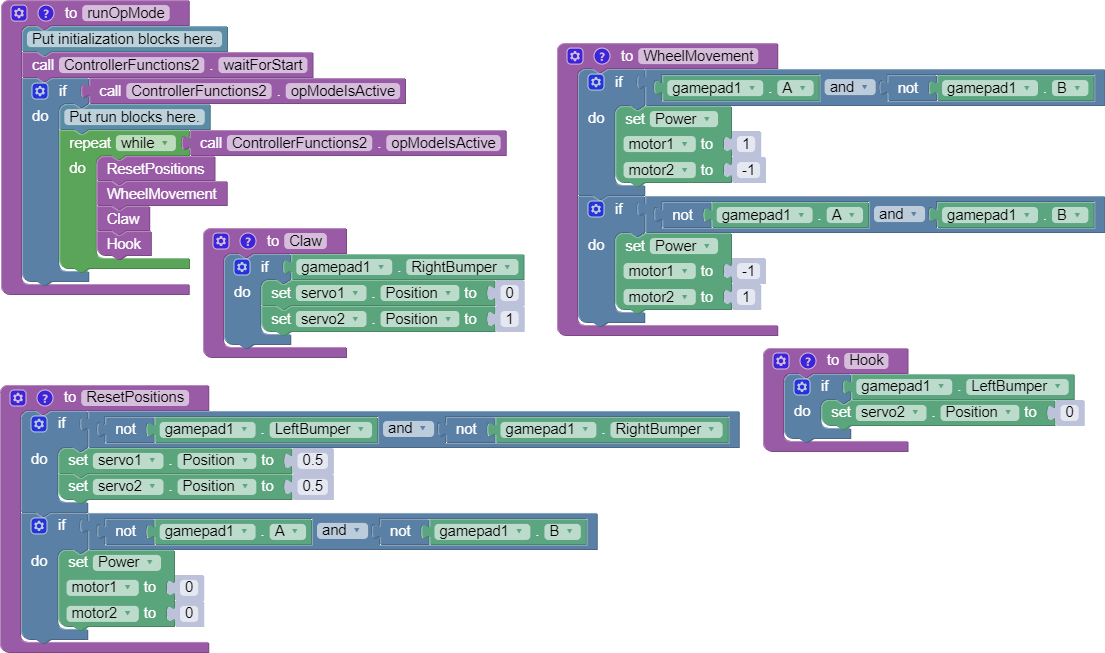 ? to runOpMode
Put initialization blocks here.
call ControllerFunctions2 . waitForStart
if call ControllerFunctions2 . opModeIsActive
do Put run blocks here.
repeat while call ControllerFunctions2 . opModeIsActive
do ResetPositions
WheelMovement
Claw
Hook
? to Claw
if gamepad1 . RightBumper
do set servo1 . Position to 0
set servo2 . Position to 1
? to WheelMovement
if gamepad1 . A and not gamepad1 . B
do set Power
motor1 to 1
motor2 to -1
if not gamepad1 . A and gamepad1 . B
do set Power
motor1 to -1
motor2 to 1
? to Hook
if gamepad1 . LeftBumper
do set servo2 . Position to 0
? to ResetPositions
if not gamepad1 . LeftBumper and not gamepad1 . RightBumper
do set servo1 . Position to 0.5
set servo2 . Position to 0.5
if not gamepad1 . A and not gamepad1 . B
do set Power
motor1 to 0
motor2 to 0